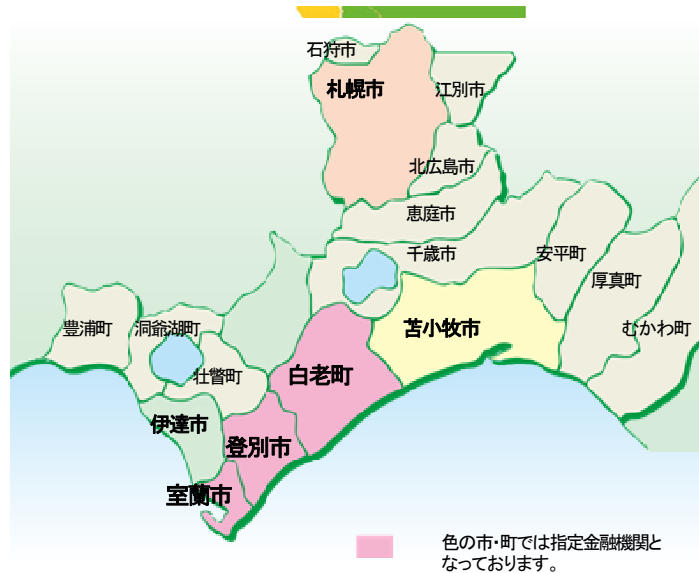 石狩市
札幌市
江別市
北広島市
恵庭市
千歳市
安平町
厚真町
むかわ町
苫小牧市
豊浦町
洞爺湖町
壮瞥町
白老町
伊達市
登別市
室蘭市
色の市・町では指定金融機関と
なっております。